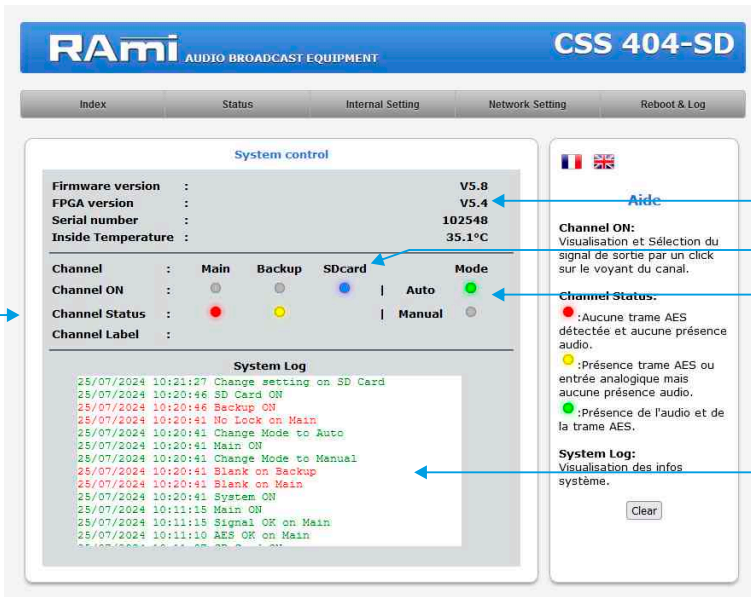 RAmi AUDIO BROADCAST EQUIPMENT CSS 404-SD
Index Status Internal Setting Network Setting Reboot & Log
System control
Firmware version : V5.8
FPGA version : V5.4
Serial number : 102548
Inside Temperature : 35.1°C
Channel : Main Backup SDcard Mode
Channel ON : | Auto
Channel Status : | Manual
Channel Label :
System Log
25/07/2024 10:21:27 Change setting on SD Card
25/07/2024 10:20:46 SD Card ON
25/07/2024 10:20:46 Backup ON
25/07/2024 10:20:41 No Lock on Main
25/07/2024 10:20:41 Change Mode to Auto
25/07/2024 10:20:41 Main ON
25/07/2024 10:20:41 Change Mode to Manual
25/07/2024 10:20:41 Blank on Backup
25/07/2024 10:20:41 Blank on Main
25/07/2024 10:20:41 System ON
25/07/2024 10:11:15 Main ON
25/07/2024 10:11:15 Signal OK on Main
25/07/2024 10:11:10 AES OK on Main
Aide
Channel ON:
Visualisation et Sélection du
signal de sortie par un click
sur le voyant du canal.
Channel Status:
:Aucune trame AES
détectée et aucune présence
audio.
:Présence trame AES ou
entrée analogique mais
aucune présence audio.
:Présence de l'audio et de
la trame AES.
System Log:
Visualisation des infos
système.
Clear